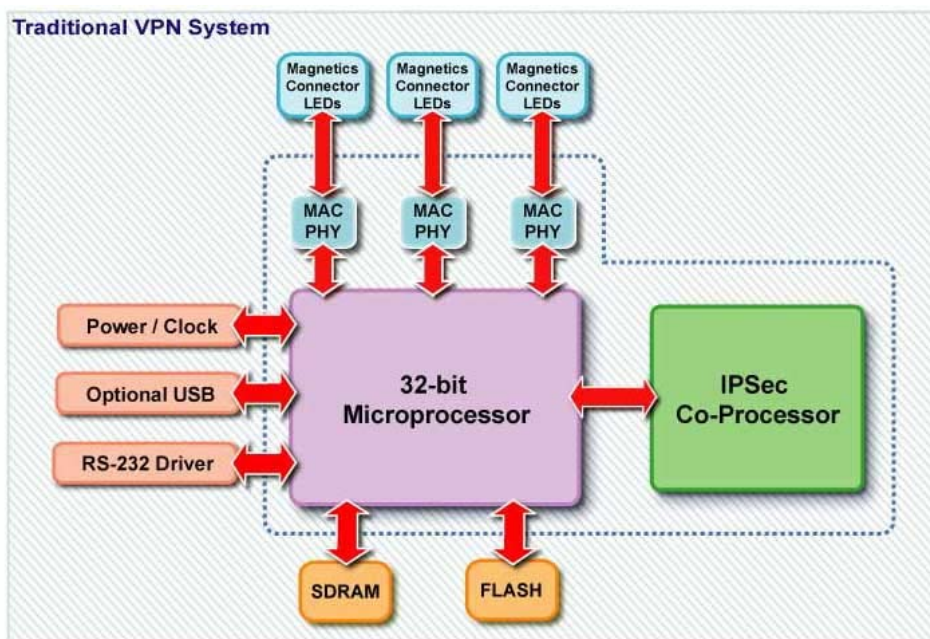 Traditional VPN System
Magnetics
Connector
LEDs
Magnetics
Connector
LEDs
Magnetics
Connector
LEDs
MAC
PHY
MAC
PHY
MAC
PHY
Power / Clock
Optional USB
RS-232 Driver
32-bit
Microprocessor
IPSec
Co-Processor
SDRAM
FLASH